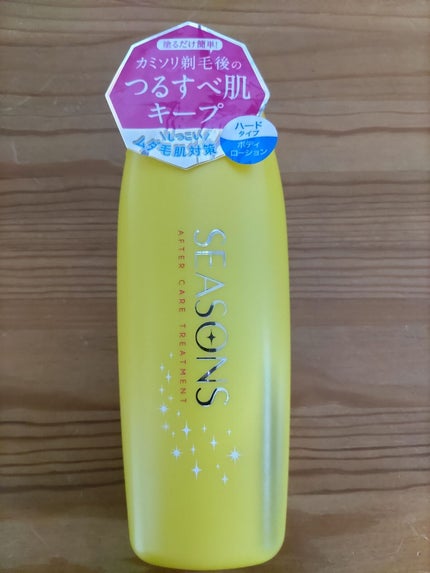 塗るだけ簡単!
カミソリ剃毛後の
つるすべ肌
キープ
\しつこい/
ムダ毛肌対策
ハード
タイプ
ボディ
ローション
SEASONS
AFTER CARE TREATMENT